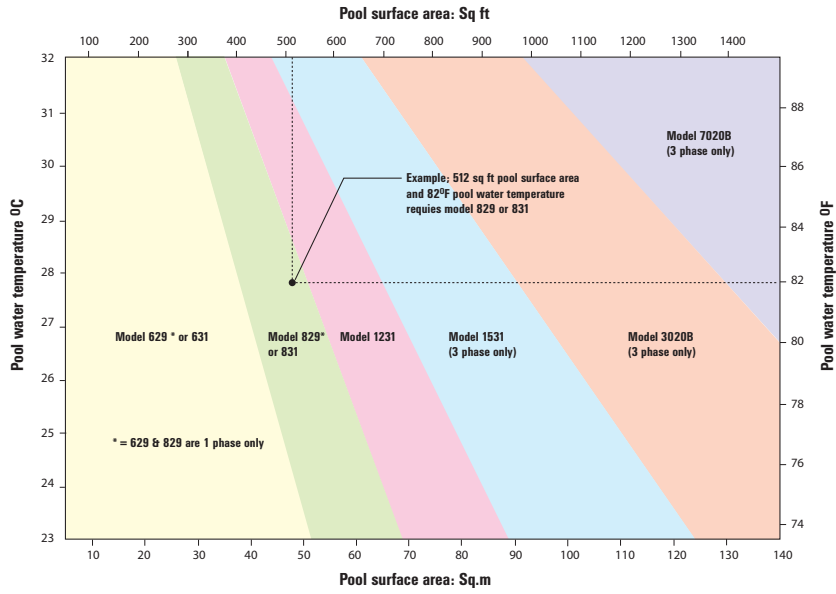 Pool surface area: Sq ft
100 200 300 400 500 600 700 800 900 1000 1200 1300 1400
32
31
30
29
28
27
26
25
24
23
Pool water temperature ⁰C
88
86
84
82
80
78
76
74
Pool water temperature ⁰F
Model 7020B
(3 phase only)
Example; 512 sq ft pool surface area
and 82⁰F pool water temperature
requies model 829 or 831
Model 629 * or 631
Model 829*
or 831
Model 1231
Model 1531
(3 phase only)
Model 3020B
(3 phase only)
* = 629 & 829 are 1 phase only
10 20 30 40 50 60 70 80 90 100 110 120 130 140
Pool surface area: Sq.m